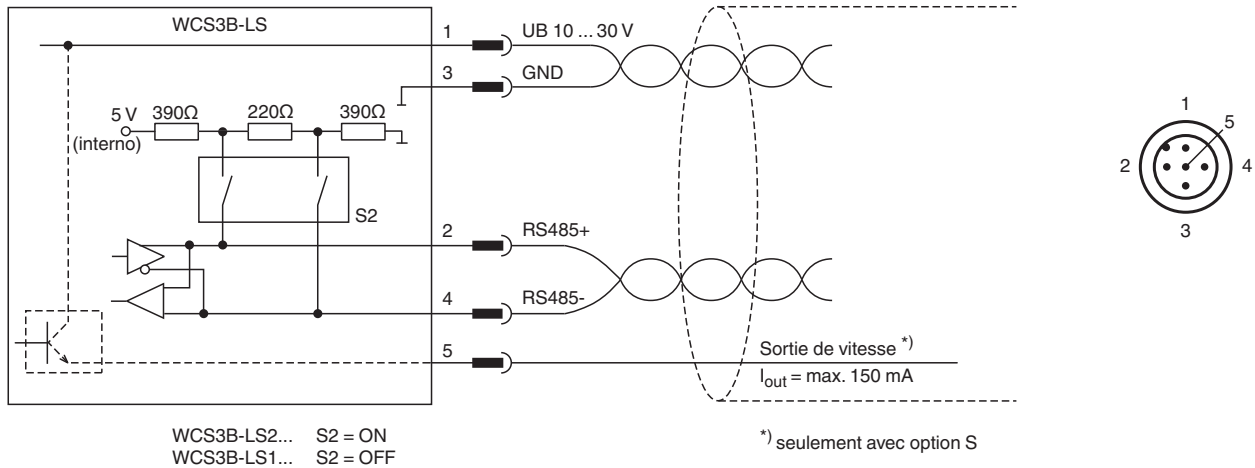 WCS3B-LS
1
UB 10 ... 30 V
3
GND
5 V
(interno)
390Ω
220Ω
390Ω
S2
2
RS485+
4
RS485-
5
Sortie de vitesse *)
Iout = max. 150 mA
WCS3B-LS2... S2 = ON
WCS3B-LS1... S2 = OFF
*) seulement avec option S
1
5
2
4
3